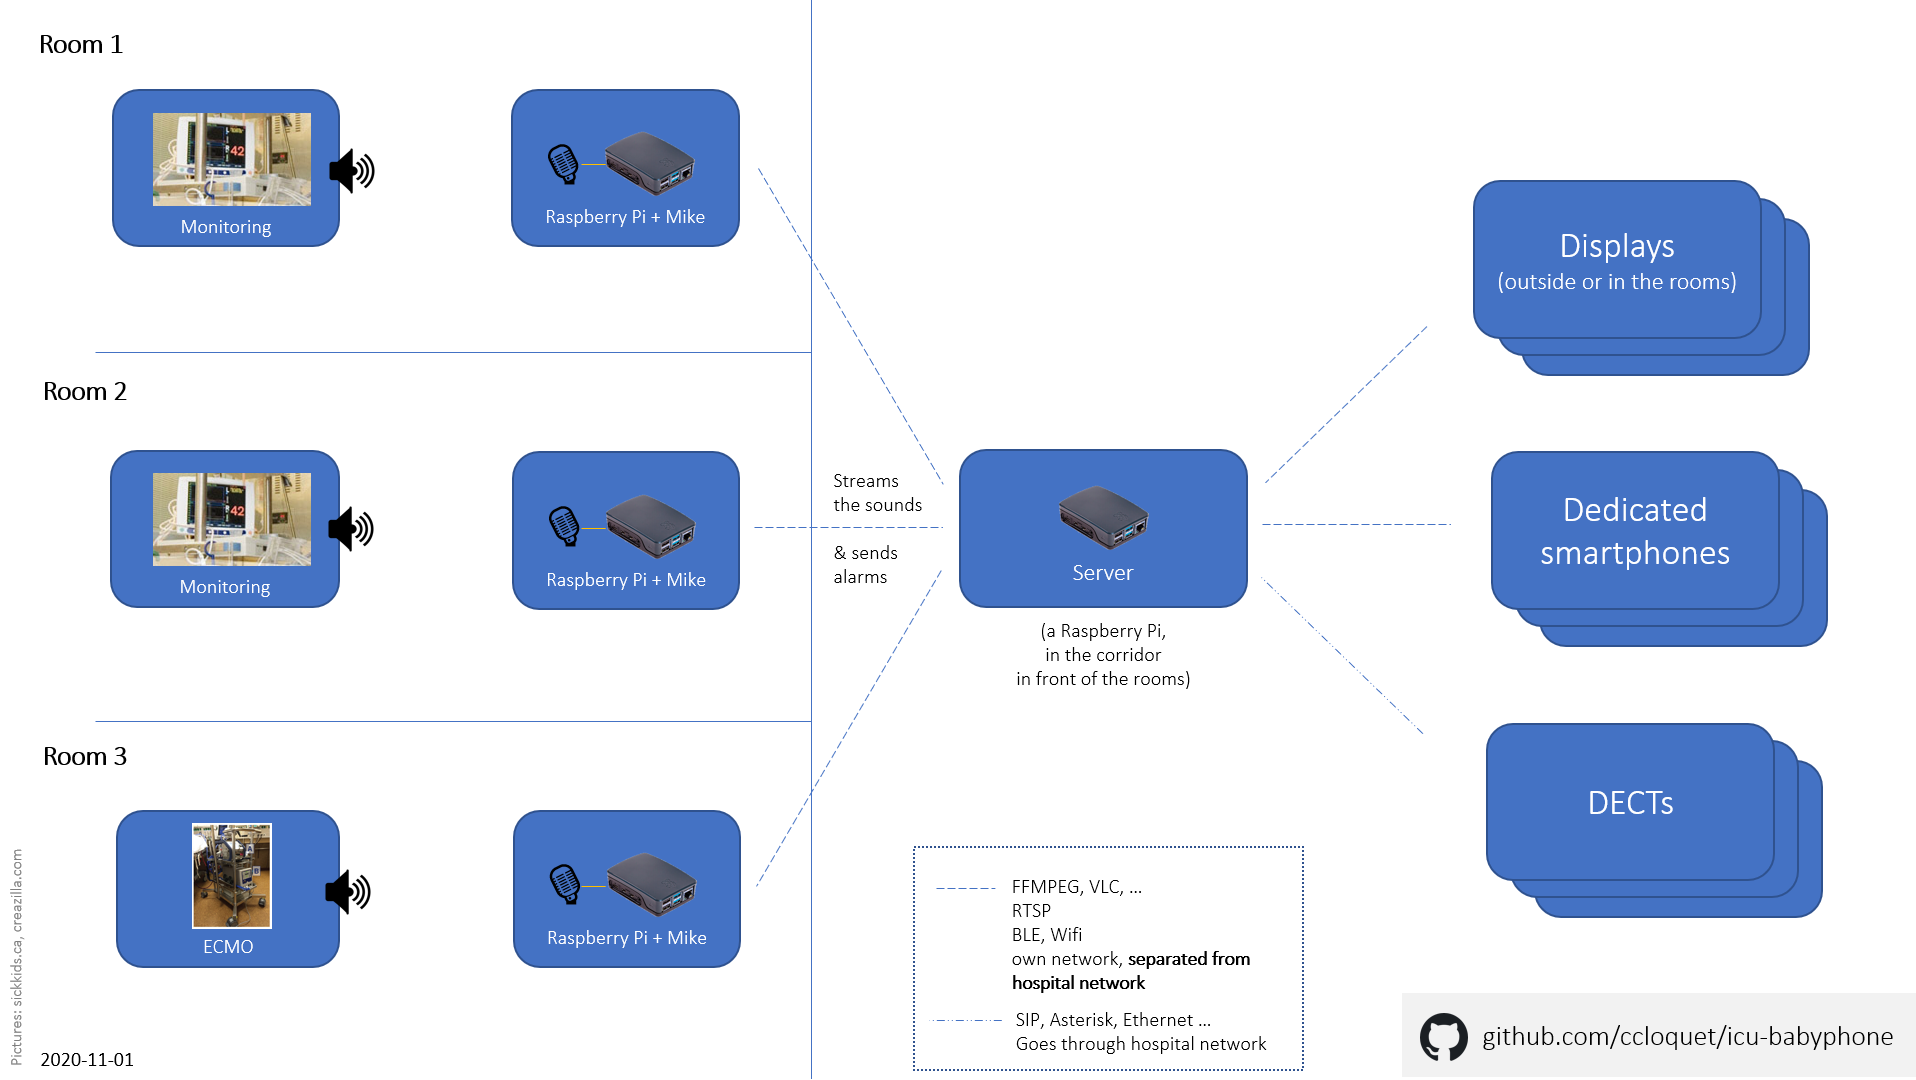 Room 1
42
Monitoring
Raspberry Pi + Mike
Room 2
42
Monitoring
Raspberry Pi + Mike
Room 3
ECMO
Raspberry Pi + Mike
Streams
the sounds
& sends
alarms
Server
(a Raspberry Pi,
in the corridor
in front of the rooms)
Displays
(outside or in the rooms)
Dedicated
smartphones
DECTs
FFMPEG, VLC, ...
RTSP
BLE, Wifi
own network, separated from
hospital network
SIP, Asterisk, Ethernet ...
Goes through hospital network
Pictures: sickkids.ca, creazilla.com
2020-11-01
github.com/ccloquet/icu-babyphone